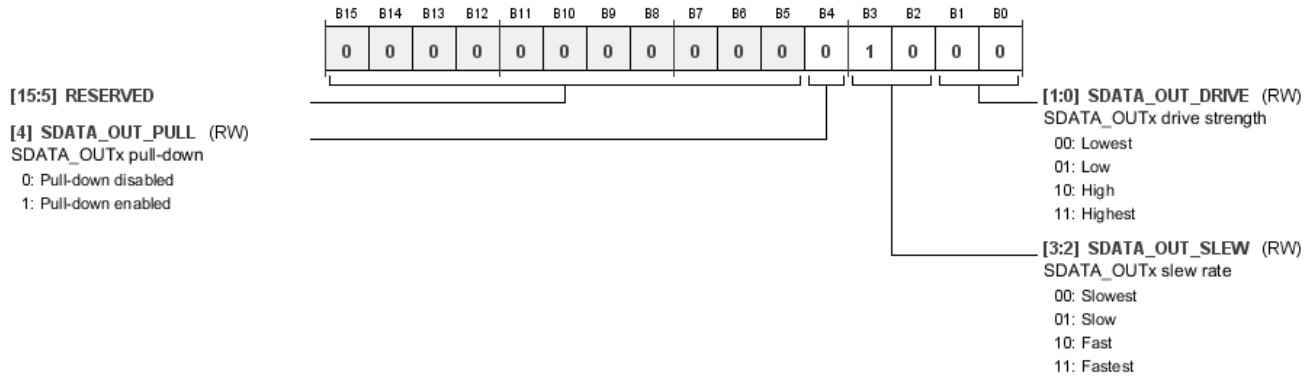 B15 B14 B13 B12 B11 B10 B9 B8 B7 B6 B5 B4 B3 B2 B1 B0
0 0 0 0 0 0 0 0 0 0 0 0 1 0 0 0
[15:5] RESERVED
[4] SDATA_OUT_PULL (RW)
SDATA_OUTx pull-down
0: Pull-down disabled
1: Pull-down enabled
[1:0] SDATA_OUT_DRIVE (RW)
SDATA_OUTx drive strength
00: Lowest
01: Low
10: High
11: Highest
[3:2] SDATA_OUT_SLEW (RW)
SDATA_OUTx slew rate
00: Slowest
01: Slow
10: Fast
11: Fastest